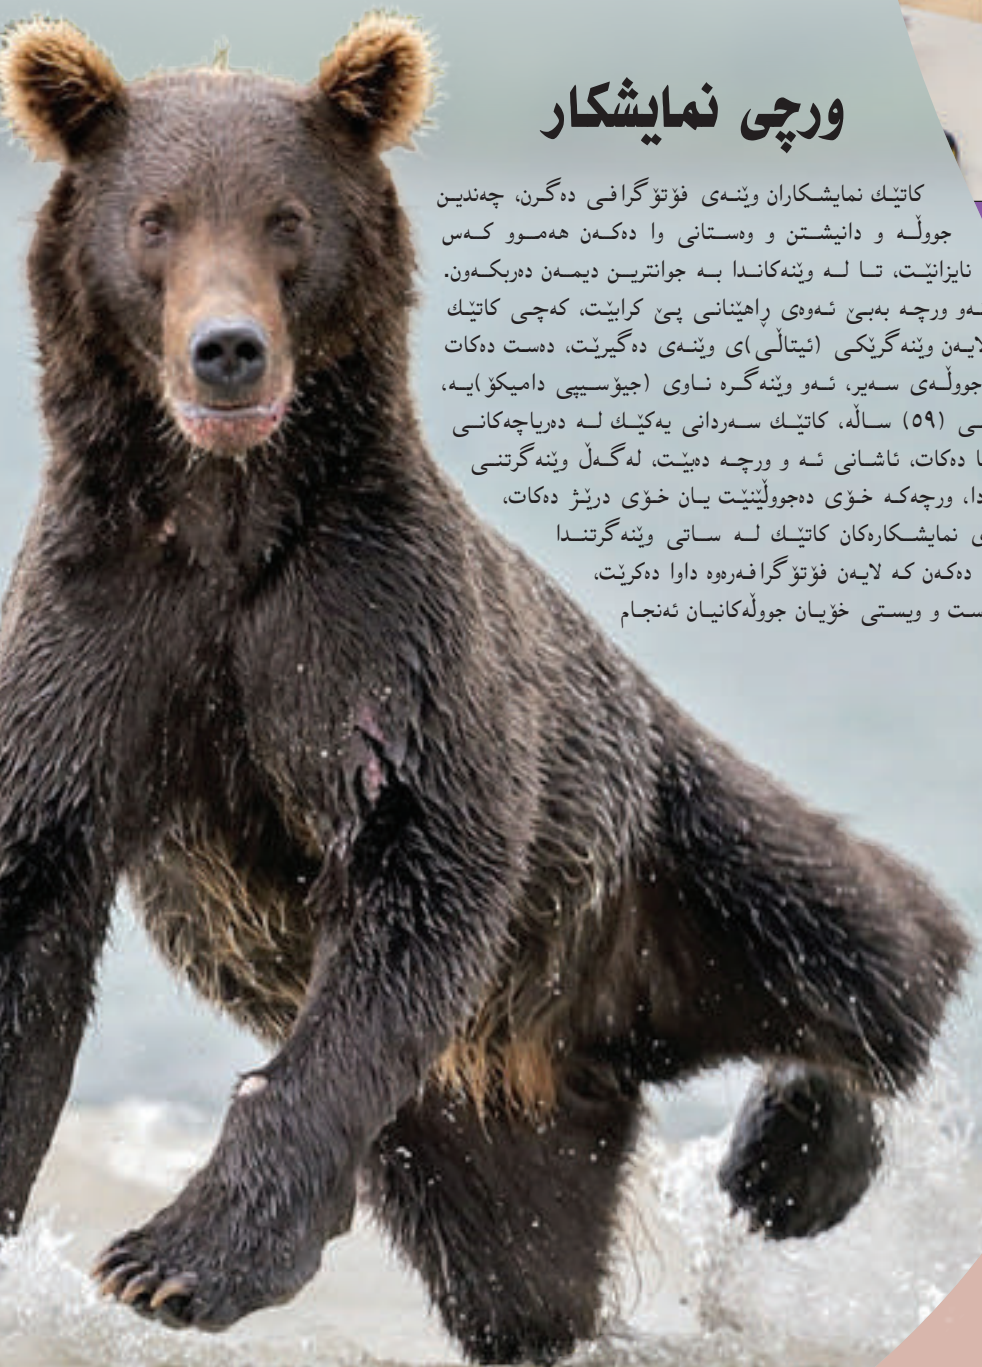 ورچی نمایشکار
کاتێك نمایشکاران وێنەی فۆتۆگرافی دەگرن، چەندین
جووڵە و دانیشتن و وەستانی وا دەکەن هەموو کەس
نایزانێت، تا لە وێنەکاندا بە جوانترین دیمەن دەربکەون.
ورچە بەبێ ئەوەی ڕاهێنانی پێ کرابێت، کەچی کاتێك
وێنەگرێکی (ئیتاڵی)ی وێنەی دەگیرێت، دەست دەکات
جووڵەی سەیر، ئەو وێنەگرە ناوی (جیۆسیپی دامیکۆ)یە،
(٥٩) ساڵە، کاتێك سەردانی یەکێك لە دەریاچەکانی
دەکات، ئاشانی ئە و ورچە دەبێت، لەگەڵ وێنەگرتنی
ورچەکە خۆی دەجووڵێنێت یان خۆی درێژ دەکات،
نمایشکارەکان کاتێك لە ساتی وێنەگرتندا
دەکەن کە لایەن فۆتۆگرافەرەوە داوا دەکرێت،
و ویستی خۆیان جووڵەکانیان ئەنجام